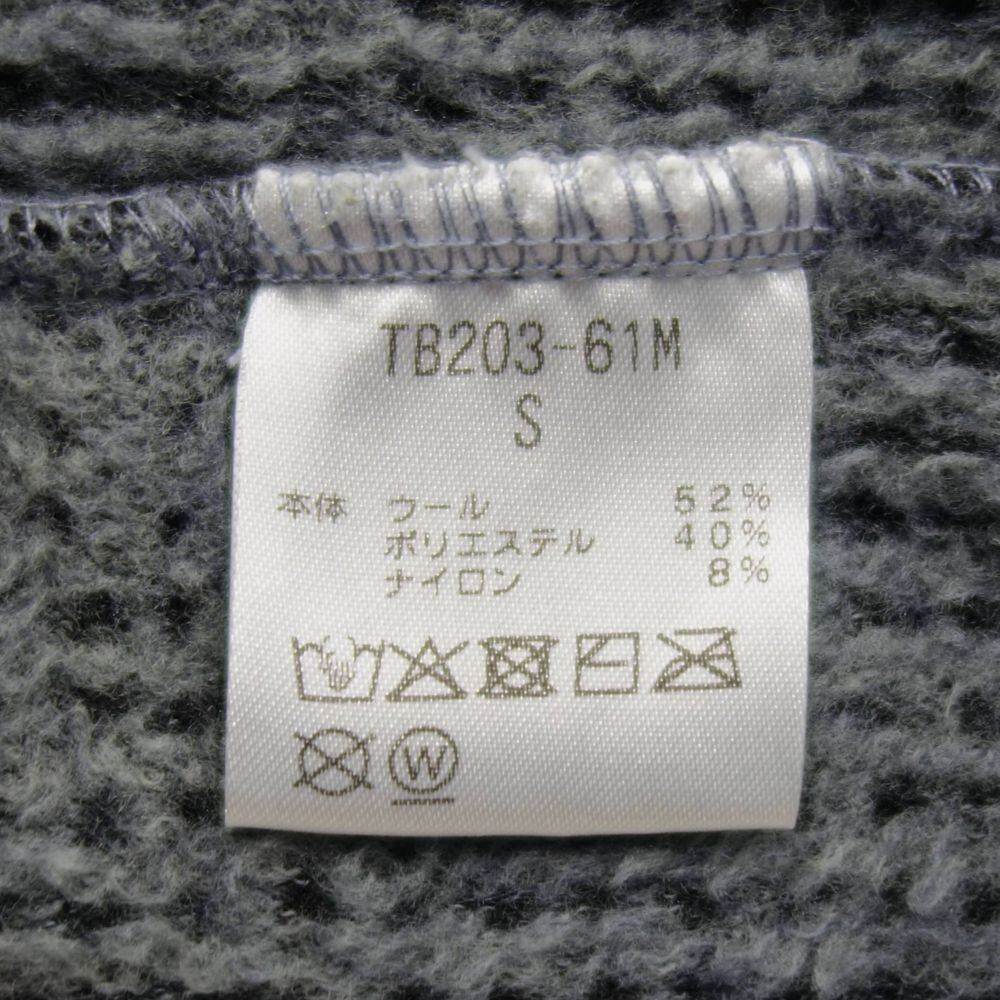 TB203-61M
S
本体 ウール 52%
ポリエステル 40%
ナイロン 8%
W